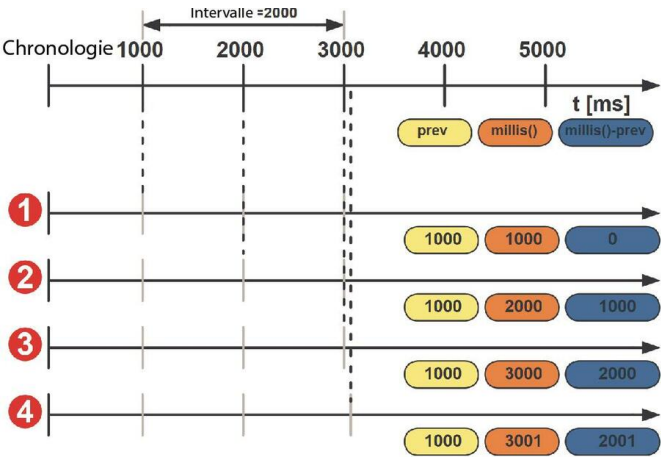 Intervalle =2000
Chronologie 1000 2000 3000 4000 5000
t [ms]
prev millis() millis()-prev
1
1000 1000 0
2
1000 2000 1000
3
1000 3000 2000
4
1000 3001 2001